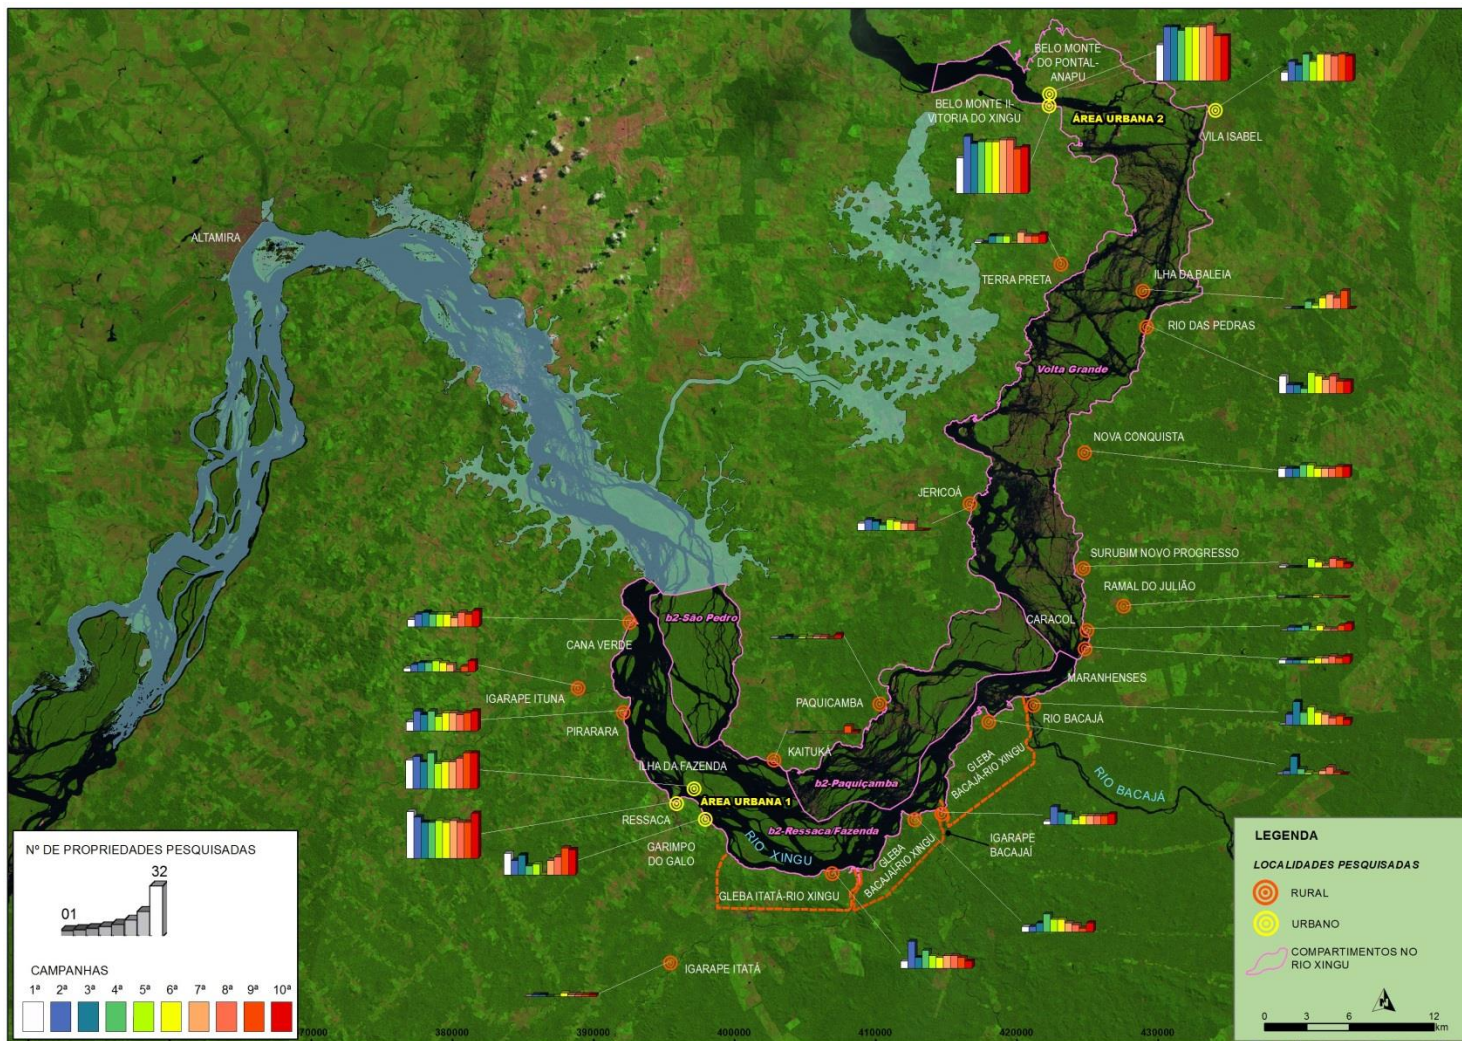 BELO MONTE
DO PONTAL-
ANAPU
BELO MONTE II-
VITORIA DO XINGU
ÁREA URBANA 2
VILA ISABEL
ALTAMIRA
TERRA PRETA
ILHA DA BALEIA
RIO DAS PEDRAS
Volta Grande
NOVA CONQUISTA
JERICOÁ
SURUBIM NOVO PROGRESSO
RAMAL DO JULIÃO
CARACOL
b2-São Pedro
CANA VERDE
MARANHENSES
IGARAPE ITUNA
PAQUICAMBA
RIO BACAJÁ
PIRARARA
KAITUKÁ
ILHA DA FAZENDA
GLEBA
BACAJÁ-RIO XINGU
RIO BACAJÁ
b2-Paquiçamba
ÁREA URBANA 1
RESSACA
b2-Ressaca/Fazenda
GARIMPO
DO GALO
RIO XINGU
IGARAPE
BACAJAÍ
GLEBA
BACAJAÍ-RIO XINGU
GLEBA ITATÁ-RIO XINGU
IGARAPE ITATÁ
Nº DE PROPRIEDADES PESQUISADAS
32
01
CAMPANHAS
1ª 2ª 3ª 4ª 5ª 6ª 7ª 8ª 9ª 10ª
LEGENDA
LOCALIDADES PESQUISADAS
RURAL
URBANO
COMPARTIMENTOS NO
RIO XINGU
N
0 3 6 12
km
70000 380000 390000 400000 410000 420000 439000